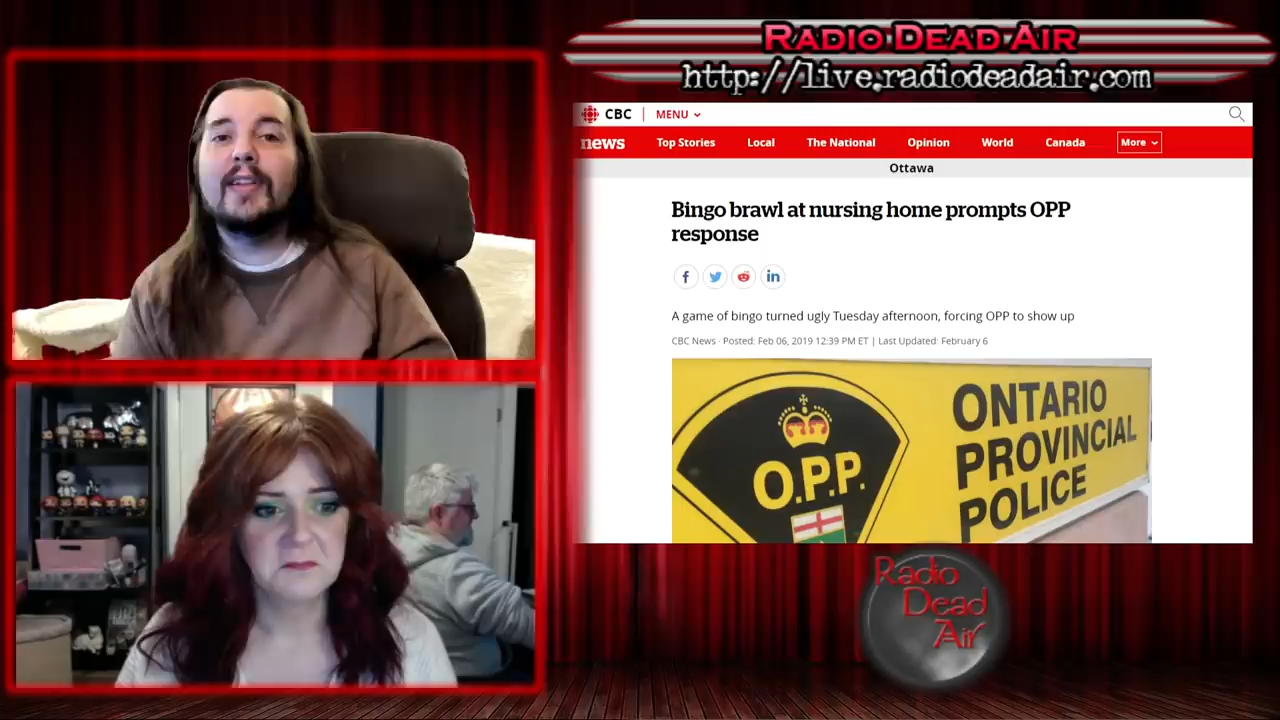 Radio Dead Air
http://live.radiodeadair.com
CBC | MENU
news Top Stories Local The National Opinion World Canada More
Ottawa
Bingo brawl at nursing home prompts OPP
response
A game of bingo turned ugly Tuesday afternoon, forcing OPP to show up
CBC News · Posted: Feb 06, 2019 12:39 PM ET | Last Updated: February 6
O.P.P.
ONTARIO
PROVINCIAL
POLICE
Radio
Dead
Air